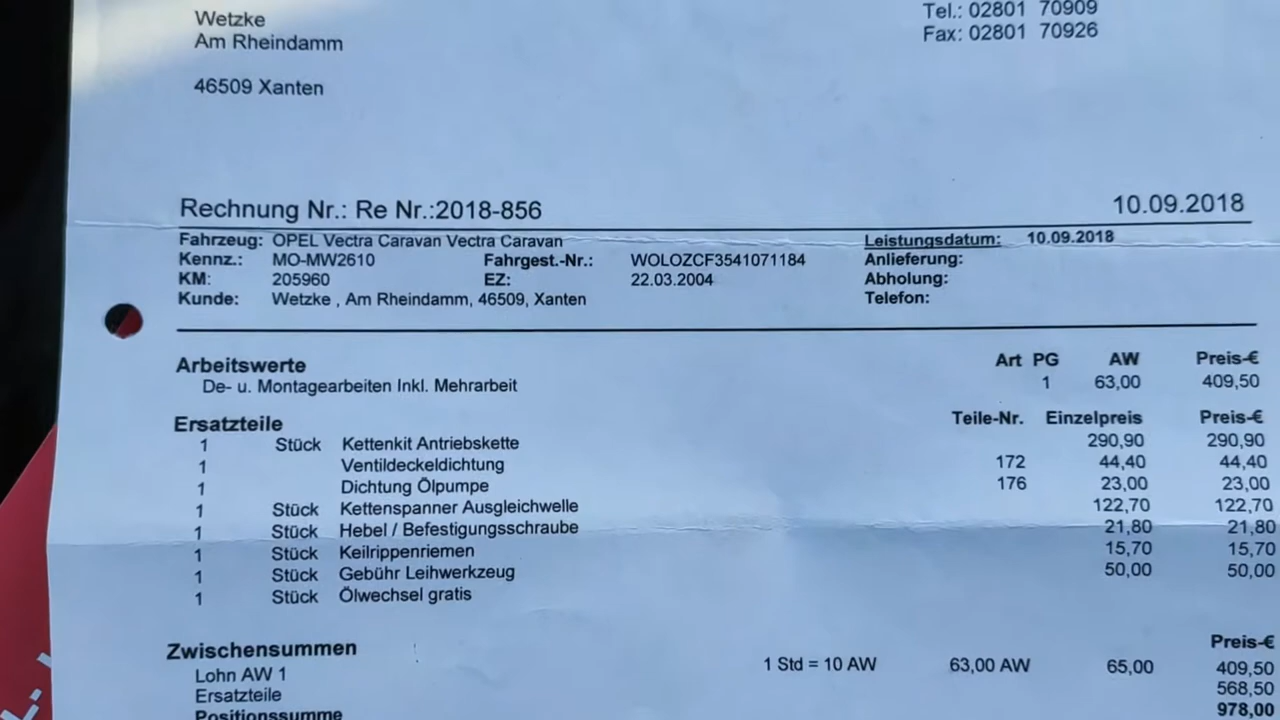 Wetzke
Am Rheindamm
46509 Xanten
Tel.: 02801 70909
Fax: 02801 70926
Rechnung Nr.: Re Nr.:2018-856 10.09.2018
Fahrzeug: OPEL Vectra Caravan Vectra Caravan Leistungsdatum: 10.09.2018
Kennz.: MO-MW2610 Fahrgest.-Nr.: WOLOZCF3541071184 Anlieferung:
KM: 205960 EZ: 22.03.2004 Abholung:
Kunde: Wetzke , Am Rheindamm, 46509, Xanten Telefon:
Arbeitswerte Art PG AW Preis-€
De- u. Montagearbeiten Inkl. Mehrarbeit 1 63,00 409,50
Ersatzteile Teile-Nr. Einzelpreis Preis-€
1 Stück Kettenkit Antriebskette 290,90 290,90
1 Ventildeckeldichtung 172 44,40 44,40
1 Dichtung Ölpumpe 176 23,00 23,00
1 Stück Kettenspanner Ausgleichwelle 122,70 122,70
1 Stück Hebel / Befestigungsschraube 21,80 21,80
1 Stück Keilrippenriemen 15,70 15,70
1 Stück Gebühr Leihwerkzeug 50,00 50,00
1 Stück Ölwechsel gratis
Zwischensummen Preis-€
Lohn AW 1 1 Std = 10 AW 63,00 AW 65,00 409,50
Ersatzteile 568,50
Positionssumme 978,00